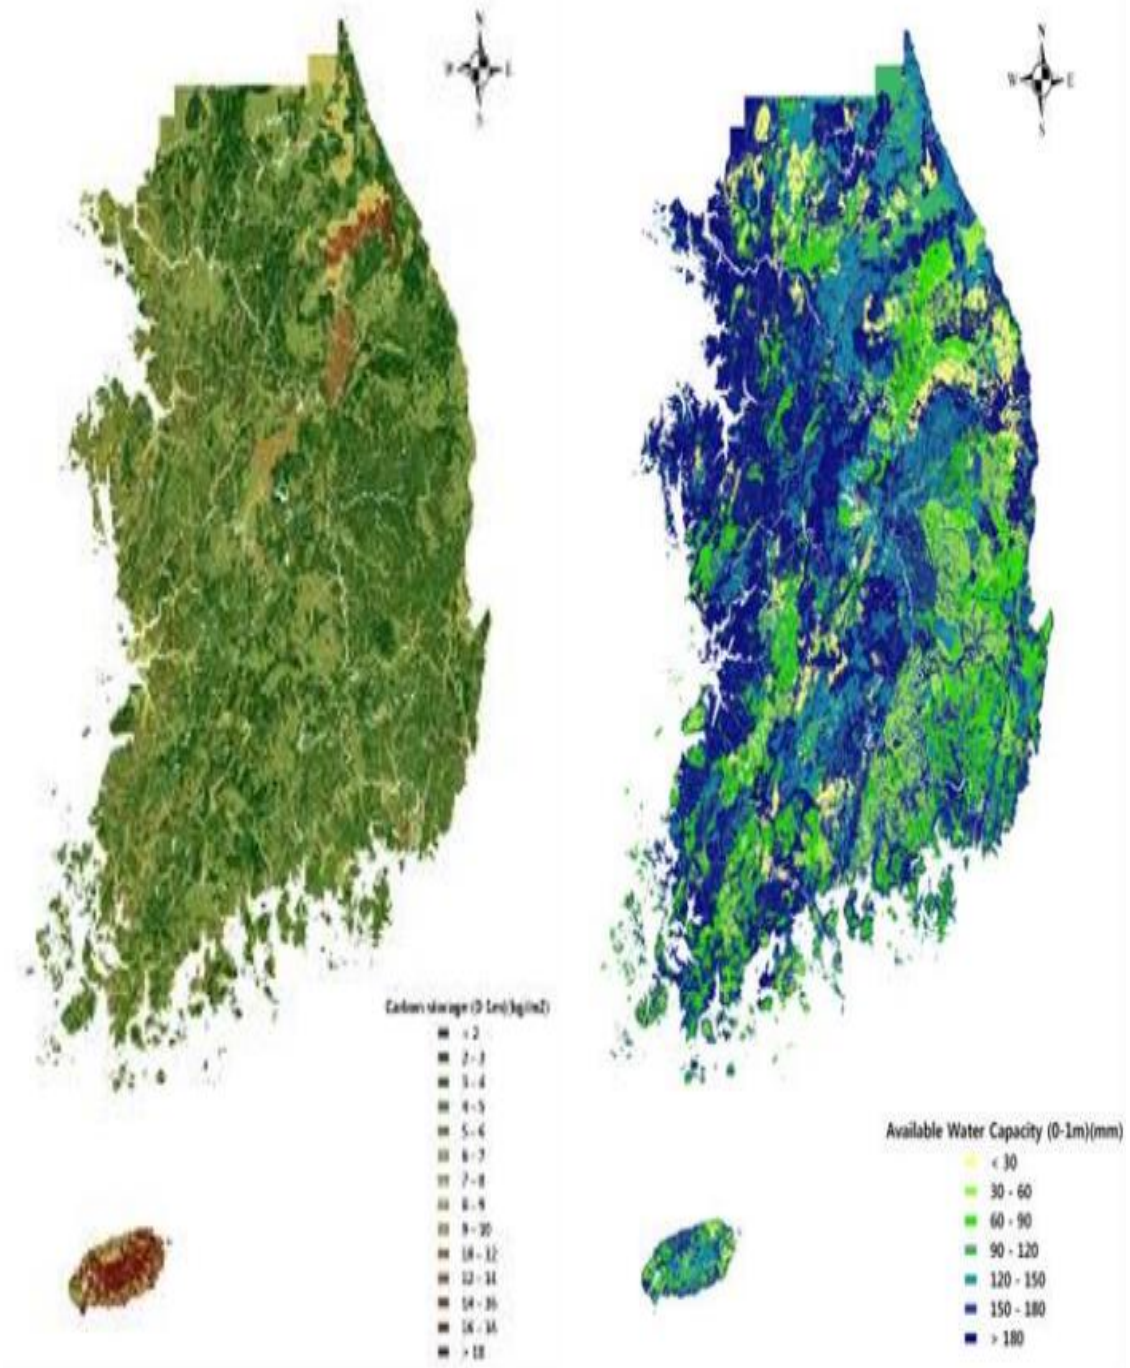 N
E
S
N
W
E
S
Carbon storage (0-1m)(kg/m2)
< 2
2 - 3
3 - 4
4 - 5
5 - 6
6 - 7
7 - 8
8 - 9
9 - 10
10 - 12
12 - 14
14 - 16
> 18
Available Water Capacity (0-1m)(mm)
< 30
30 - 60
60 - 90
90 - 120
120 - 150
150 - 180
> 180